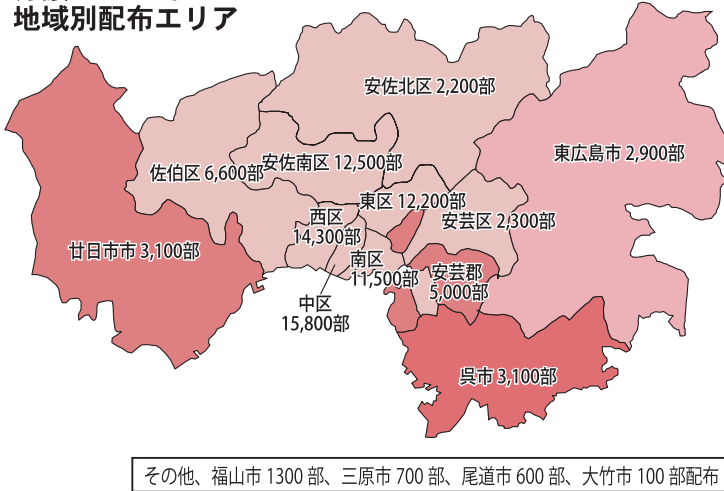 地域別配布エリア
安佐北区 2,200部
東広島市 2,900部
安佐南区 12,500部
佐伯区 6,600部
東区 12,200部
西区
14,300部
安芸区 2,300部
廿日市市 3,100部
南区
11,500部
安芸郡
5,000部
中区
15,800部
呉市 3,100部
その他、福山市 1300 部、三原市 700 部、尾道市 600 部、大竹市 100 部配布